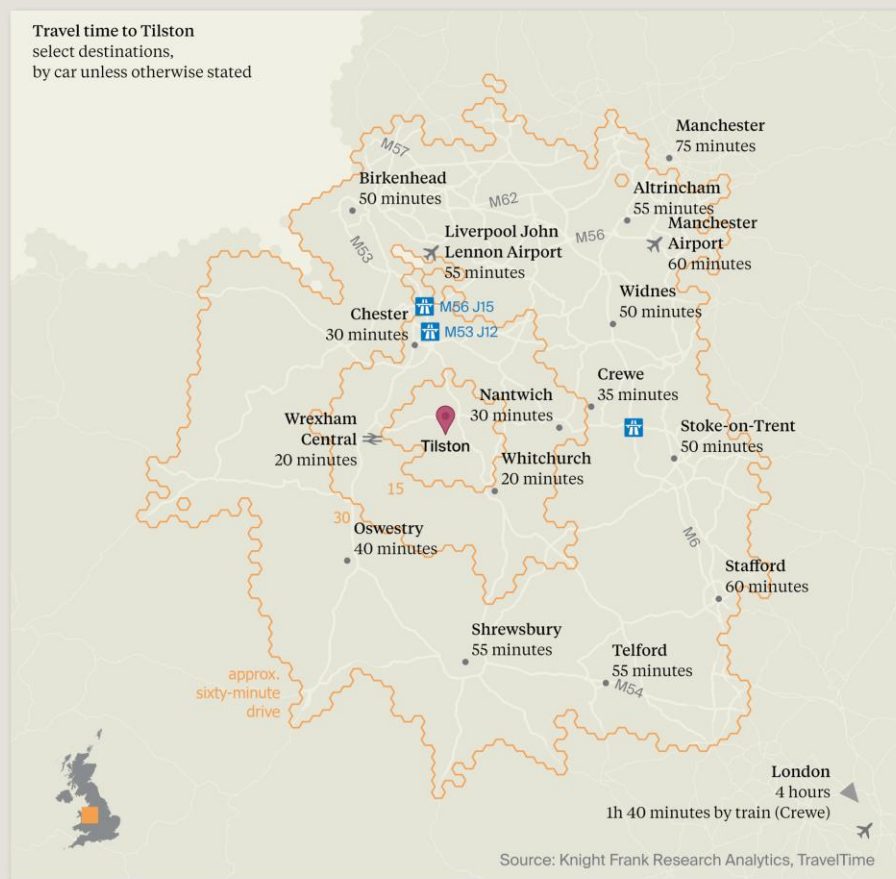 Travel time to Tilston
select destinations,
by car unless otherwise stated
Manchester
75 minutes
M57
Birkenhead
50 minutes
M62
Altrincham
55 minutes
M53
Liverpool John
Lennon Airport
55 minutes
M56
Manchester
Airport
60 minutes
Widnes
50 minutes
M56 J15
Chester
30 minutes
M53 J12
Crewe
35 minutes
Nantwich
30 minutes
Wrexham
Central
20 minutes
Tilston
Stoke-on-Trent
50 minutes
Whitchurch
20 minutes
15
30
Oswestry
40 minutes
M6
Stafford
60 minutes
Shrewsbury
55 minutes
Telford
55 minutes
M54
approx.
sixty-minute
drive
London
4 hours
1h 40 minutes by train (Crewe)
Source: Knight Frank Research Analytics, TravelTime